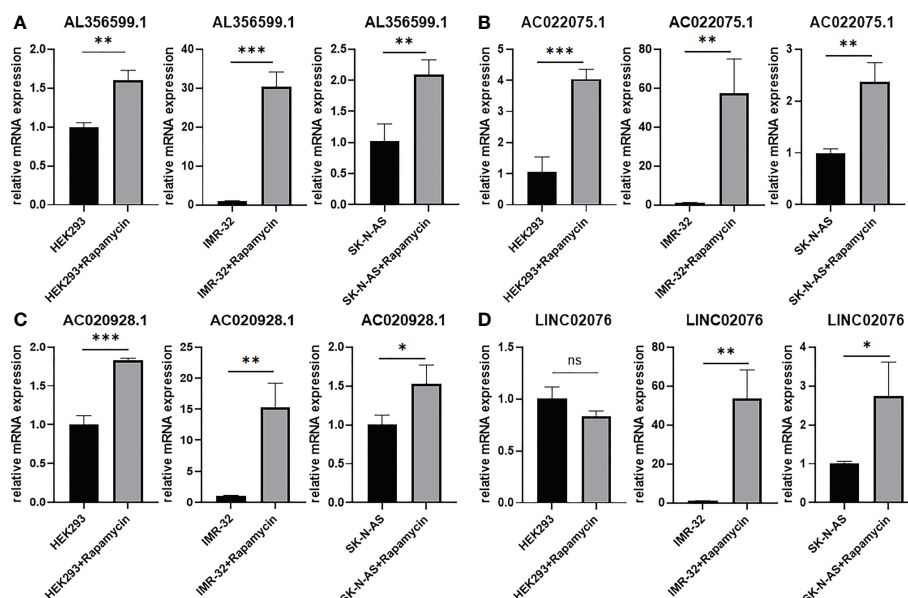 A
AL356599.1
**
relative mRNA expression
2.0
1.5
1.0
0.5
0.0
HEK293
HEK293+Rapamycin
AL356599.1
***
relative mRNA expression
40
30
20
10
0
IMR-32
IMR-32+Rapamycin
AL356599.1
**
relative mRNA expression
2.5
2.0
1.5
1.0
0.5
0.0
SK-N-AS
SK-N-AS+Rapamycin
B
AC022075.1
***
relative mRNA expression
5
4
3
2
1
0
HEK293
HEK293+Rapamycin
AC022075.1
**
relative mRNA expression
80
60
40
20
0
IMR-32
IMR-32+Rapamycin
AC022075.1
**
relative mRNA expression
3
2
1
0
SK-N-AS
SK-N-AS+Rapamycin
C
AC020928.1
***
relative mRNA expression
2.0
1.5
1.0
0.5
0.0
HEK293
HEK293+Rapamycin
AC020928.1
**
relative mRNA expression
25
20
15
10
5
0
IMR-32
IMR-32+Rapamycin
AC020928.1
*
relative mRNA expression
2.0
1.5
1.0
0.5
0.0
SK-N-AS
SK-N-AS+Rapamycin
D
LINC02076
ns
relative mRNA expression
1.5
1.0
0.5
0.0
HEK293
HEK293+Rapamycin
LINC02076
**
relative mRNA expression
80
60
40
20
0
IMR-32
IMR-32+Rapamycin
LINC02076
*
relative mRNA expression
4
3
2
1
0
SK-N-AS
SK-N-AS+Rapamycin